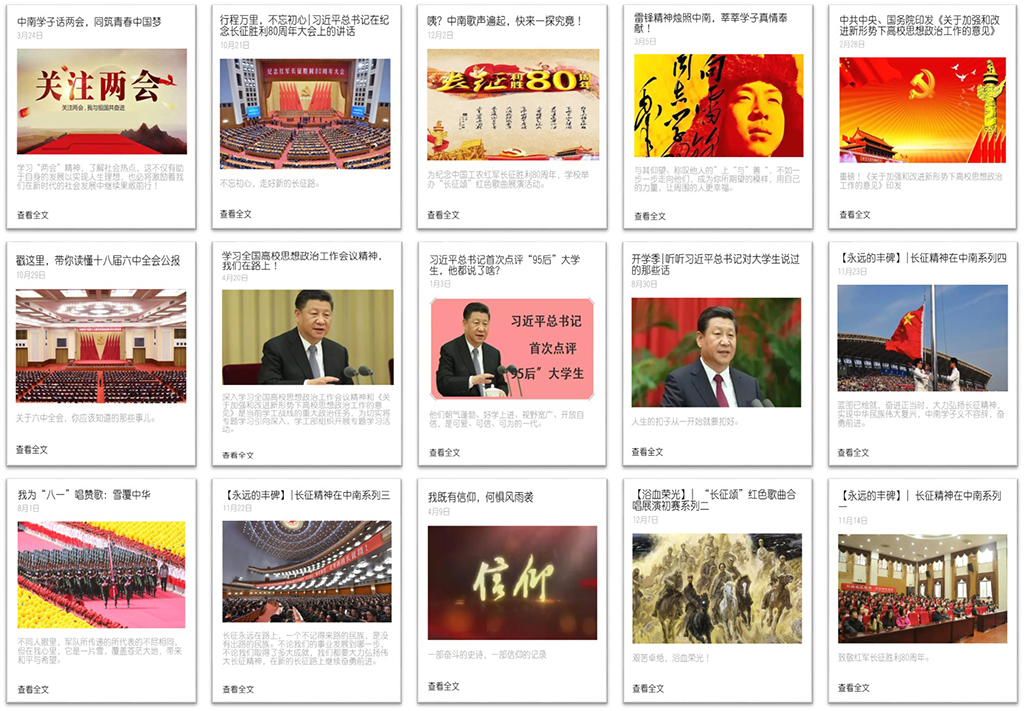 中南学子话两会，同筑青春中国梦
3月24日
关注两会
关注两会，我与祖国共奋进
学习“两会”精神，了解社会热点，这不仅有助
于自身的发展以实现人生理想，也必将激励着我
们在新时代的社会发展中继续果敢前行！
查看全文
行程万里，不忘初心|习近平总书记在纪
念长征胜利80周年大会上的讲话
10月21日
纪念红军长征胜利80周年大会
不忘初心，走好新的长征路。
查看全文
咦？中南歌声遍起，快来一探究竟！
12月2日
长征胜利80周年
为纪念中国工农红军长征胜利80周年，学校举
办“长征颂”红色歌曲展演活动。
查看全文
雷锋精神烛照中南，莘莘学子真情奉
献！
3月5日
向雷锋
同志学习
与其仰望、称叹他人的“上”与“善”，不如一
步一步走向他们，成为你所期望的模样，用自己
的力量，让周围的人更幸福。
查看全文
中共中央、国务院印发《关于加强和改
进新形势下高校思想政治工作的意见》
2月28日
重磅！《关于加强和改进新形势下高校思想政治
工作的意见》印发
查看全文
戳这里，带你读懂十八届六中全会公报
10月29日
关于六中全会，你应该知道的那些事儿。
查看全文
学习全国高校思想政治工作会议精神，
我们在路上！
4月20日
深入学习全国高校思想政治工作会议精神和《关
于加强和改进新形势下高校思想政治工作的意
见》是当前学工战线的重大政治任务，为切实将
专题学习引向深入，学工部组织开展专题学习活
动。
查看全文
习近平总书记首次点评“95后”大学
生，他都说了啥？
1月3日
习近平总书记
首次点评
“95后”大学生
他们朝气蓬勃、好学上进、视野宽广、开放自
信，是可爱、可信、可为的一代。
查看全文
开学季|听听习近平总书记对大学生说过
的那些话
8月30日
人生的扣子从一开始就要扣好。
查看全文
【永远的丰碑】|长征精神在中南系列四
11月23日
蓝图已绘就，奋进正当时，大力弘扬长征精神，
实现中华民族伟大复兴，中南学子义不容辞，奋
勇前进。
查看全文
我为“八一”唱赞歌：雪覆中华
8月1日
不同人眼里，军队所传递的所代表的不尽相同，
但在我心里，它是一片雪，覆盖苍茫大地，带来
和平与希望。
查看全文
【永远的丰碑】|长征精神在中南系列三
11月22日
长征永远在路上，一个不记得来路的民族，是没
有出路的民族。不论我们的事业发展到哪一步，
不论我们取得了多大成就，我们都要大力弘扬伟
大长征精神，在新的长征路上继续奋勇前进。
查看全文
我既有信仰，何惧风雨袭
4月9日
信仰
一部奋斗的史诗，一部信仰的记录
查看全文
【浴血荣光】| “长征颂”红色歌曲合
唱展演初赛系列二
12月7日
艰苦卓绝，浴血荣光！
查看全文
【永远的丰碑】| 长征精神在中南系列
一
11月14日
致敬红军长征胜利80周年。
查看全文